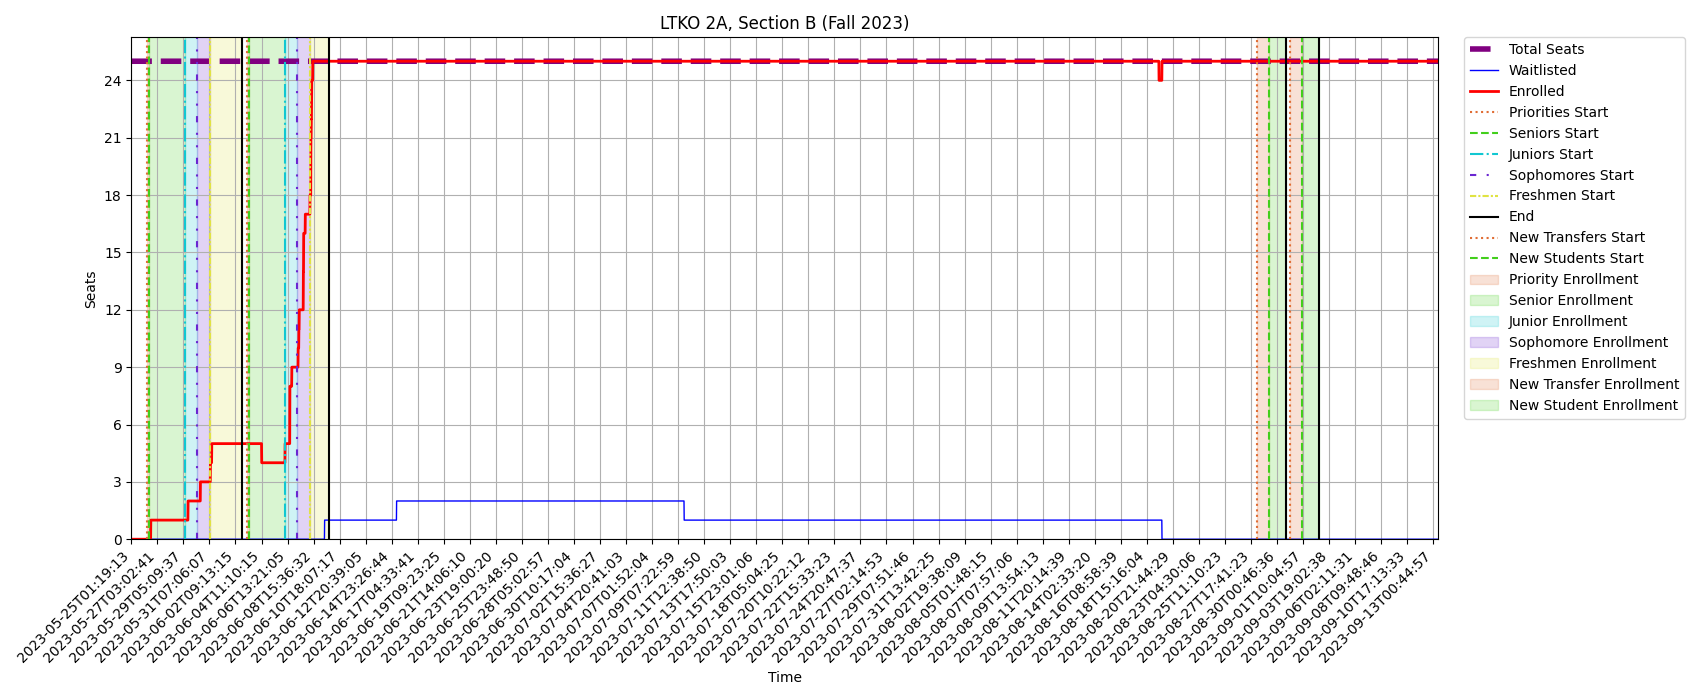 LTKO 2A, Section B (Fall 2023)
Seats
24
21
18
15
12
9
6
3
0
2023-05-25T01:19:13
2023-05-27T03:02:41
2023-05-29T05:09:37
2023-05-31T07:06:07
2023-06-02T09:13:15
2023-06-04T11:10:15
2023-06-06T13:21:05
2023-06-08T15:36:32
2023-06-10T18:07:17
2023-06-12T20:39:05
2023-06-14T23:26:44
2023-06-17T04:33:41
2023-06-19T09:23:25
2023-06-21T14:06:10
2023-06-23T19:00:20
2023-06-25T23:48:50
2023-06-28T05:02:57
2023-06-30T10:17:04
2023-07-02T15:36:27
2023-07-04T20:41:03
2023-07-07T01:52:04
2023-07-09T07:22:59
2023-07-11T12:38:50
2023-07-13T17:50:03
2023-07-15T23:01:06
2023-07-18T05:04:25
2023-07-20T10:22:12
2023-07-22T15:33:23
2023-07-24T20:47:37
2023-07-27T02:14:53
2023-07-29T07:51:46
2023-07-31T13:42:25
2023-08-02T19:38:09
2023-08-05T01:48:15
2023-08-07T07:57:06
2023-08-09T13:54:13
2023-08-11T20:14:39
2023-08-14T02:33:20
2023-08-16T08:58:39
2023-08-18T15:16:04
2023-08-20T21:44:29
2023-08-23T04:30:06
2023-08-25T11:10:23
2023-08-27T17:41:23
2023-08-30T00:46:36
2023-09-01T10:04:57
2023-09-03T19:02:38
2023-09-06T02:11:31
2023-09-08T09:48:46
2023-09-10T17:13:33
2023-09-13T00:44:57
Time
Total Seats
Waitlisted
Enrolled
Priorities Start
Seniors Start
Juniors Start
Sophomores Start
Freshmen Start
End
New Transfers Start
New Students Start
Priority Enrollment
Senior Enrollment
Junior Enrollment
Sophomore Enrollment
Freshmen Enrollment
New Transfer Enrollment
New Student Enrollment